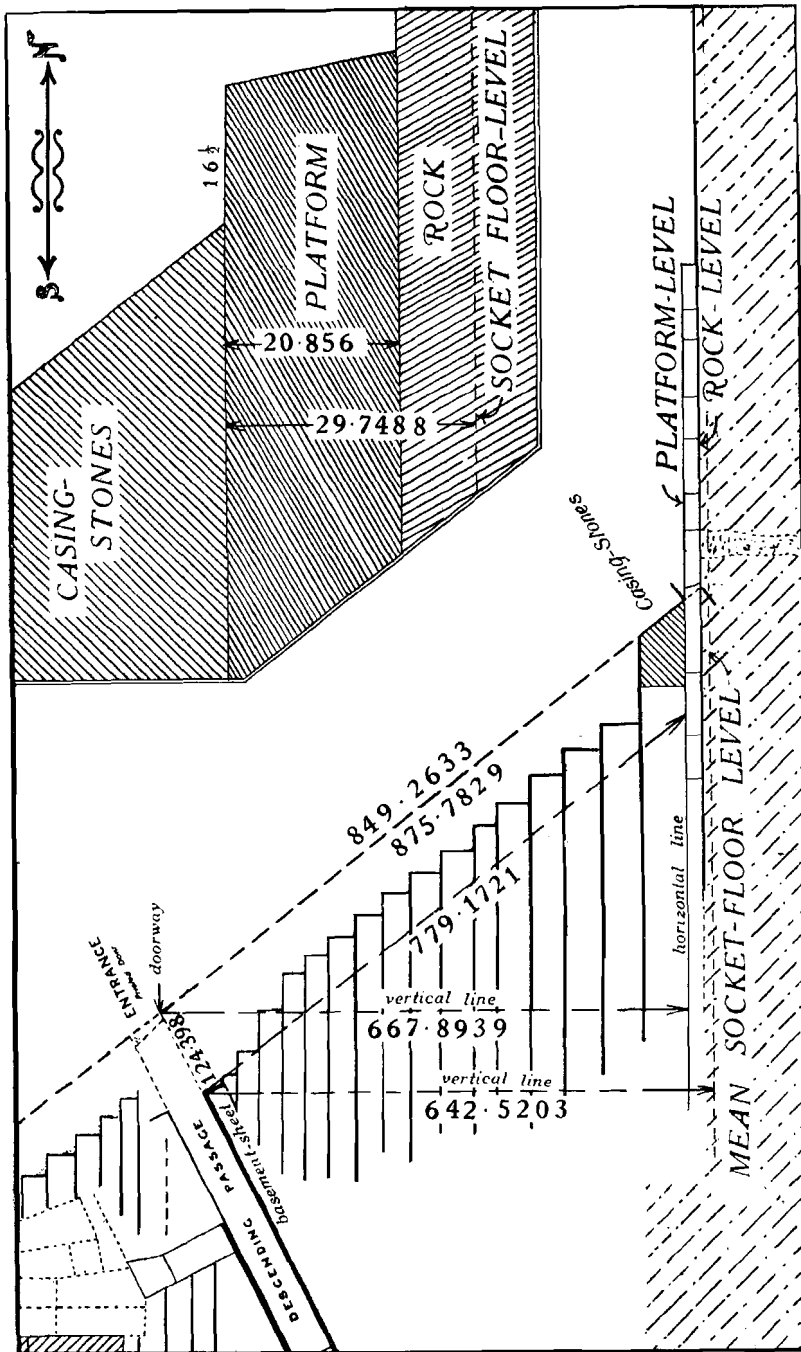 S N
CASING-
STONES
16½
PLATFORM
20·856
29·7488
ROCK
SOCKET FLOOR-LEVEL
ENTRANCE
doorway
124·398
basement-sheet
DESCENDING PASSAGE
849·2633
875·7829
779·1721
vertical line
667·8939
vertical line
642·5203
Casing-Stones
horizontal line
PLATFORM-LEVEL
ROCK-LEVEL
MEAN SOCKET-FLOOR LEVEL